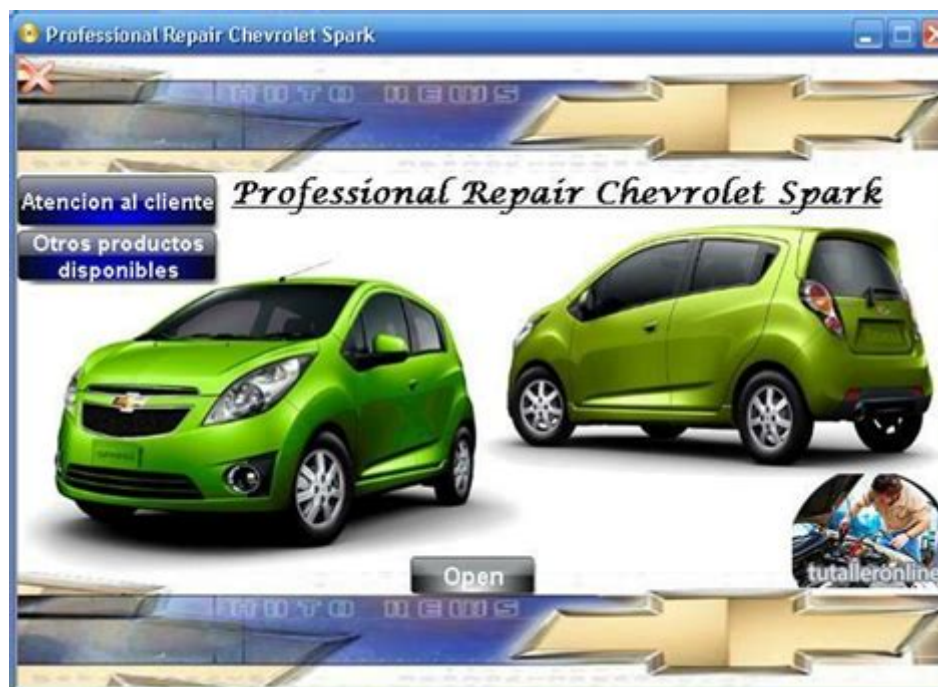 Professional Repair Chevrolet Spark
AUTO NEWS
Atencion al cliente
Professional Repair Chevrolet Spark
Otros productos
disponibles
tutalleronline
Open
AUTO NEWS